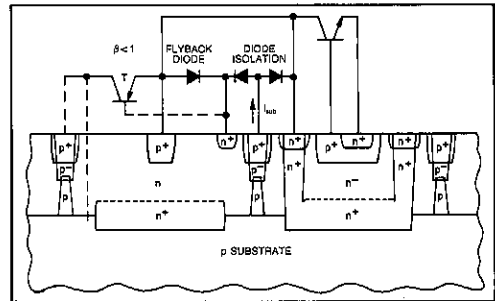 β<1
FLYBACK DIODE
DIODE ISOLATION
T
Isub
p+ p+ n+ p+ n+ p+ n+ n+ p+
p− n+ n+ p−
p n p n− p
n+ n+
p SUBSTRATE